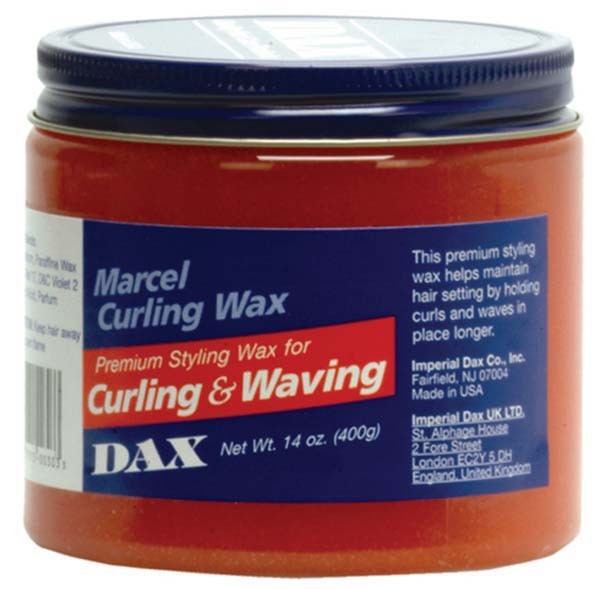 Paraffine Wax
D&C Violet 2
Parfum
Keep hair away
flame
Marcel
Curling Wax
Premium Styling Wax for
Curling & Waving
DAX Net Wt. 14 oz. (400g)
This premium styling
wax helps maintain
hair setting by holding
curls and waves in
place longer.
Imperial Dax Co., Inc.
Fairfield, NJ 07004
Made in USA
Imperial Dax UK LTD.
St. Alphage House
2 Fore Street
London EC2Y 5 DH
England, United Kingdom